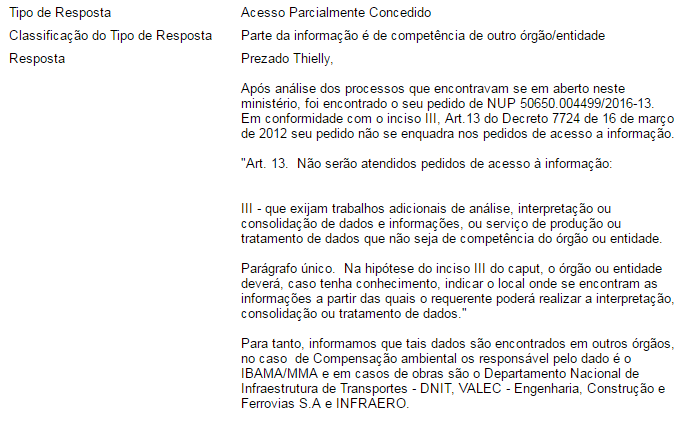 Tipo de Resposta Acesso Parcialmente Concedido
Classificação do Tipo de Resposta Parte da informação é de competência de outro órgão/entidade
Resposta Prezado Thielly,
Após análise dos processos que encontravam se em aberto neste
ministério, foi encontrado o seu pedido de NUP 50650.004499/2016-13.
Em conformidade com o inciso III, Art.13 do Decreto 7724 de 16 de março
de 2012 seu pedido não se enquadra nos pedidos de acesso a informação.
"Art. 13.  Não serão atendidos pedidos de acesso à informação:
III - que exijam trabalhos adicionais de análise, interpretação ou
consolidação de dados e informações, ou serviço de produção ou
tratamento de dados que não seja de competência do órgão ou entidade.
Parágrafo único.  Na hipótese do inciso III do caput, o órgão ou entidade
deverá, caso tenha conhecimento, indicar o local onde se encontram as
informações a partir das quais o requerente poderá realizar a interpretação,
consolidação ou tratamento de dados."
Para tanto, informamos que tais dados são encontrados em outros órgãos,
no caso  de Compensação ambiental os responsável pelo dado é o
IBAMA/MMA e em casos de obras são o Departamento Nacional de
Infraestrutura de Transportes - DNIT, VALEC - Engenharia, Construção e
Ferrovias S.A e INFRAERO.